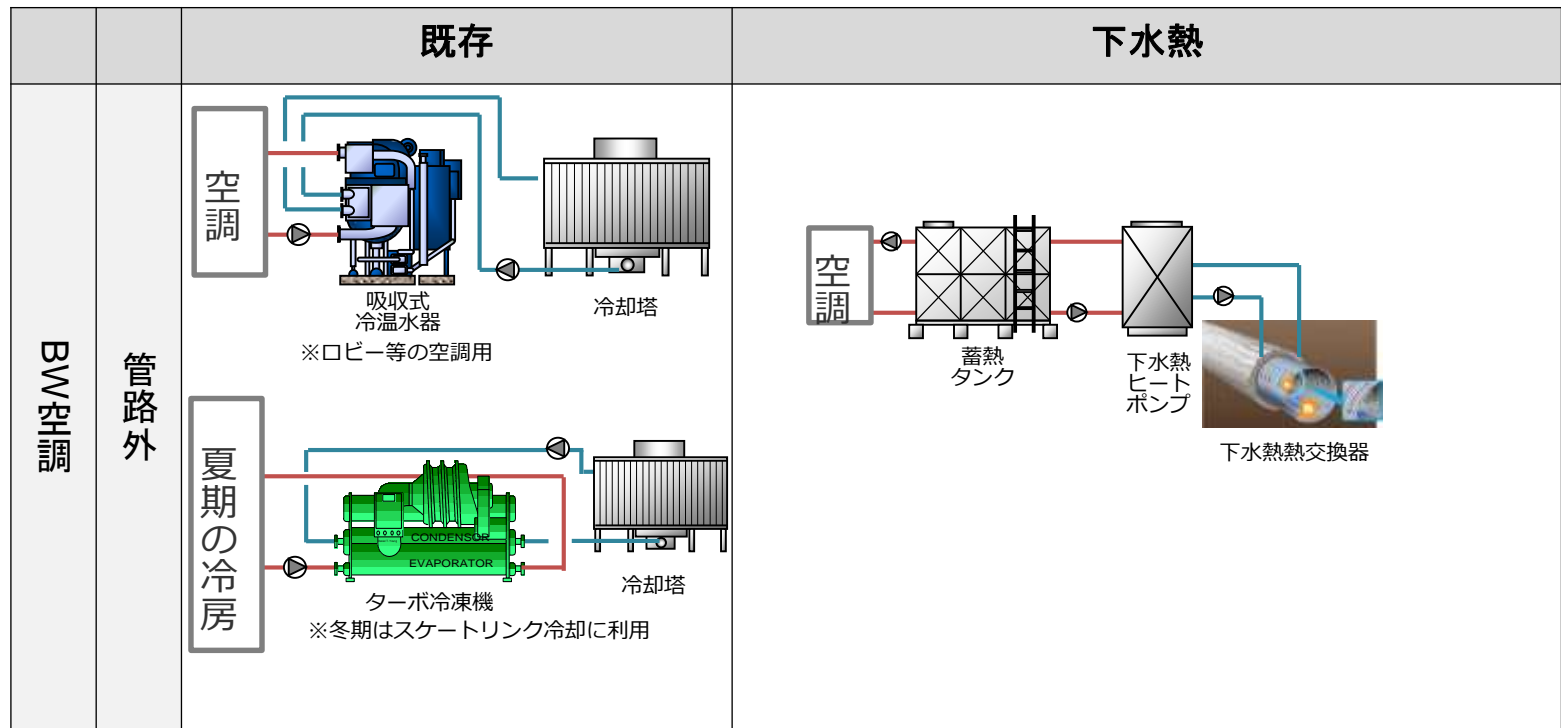 既存
下水熱
BW空調
管路外
空調
吸収式
冷温水器
冷却塔
※ロビー等の空調用
夏期の冷房
CONDENSOR
EVAPORATOR
ターボ冷凍機
冷却塔
※冬期はスケートリンク冷却に利用
空調
蓄熱
タンク
下水熱
ヒート
ポンプ
下水熱熱交換器